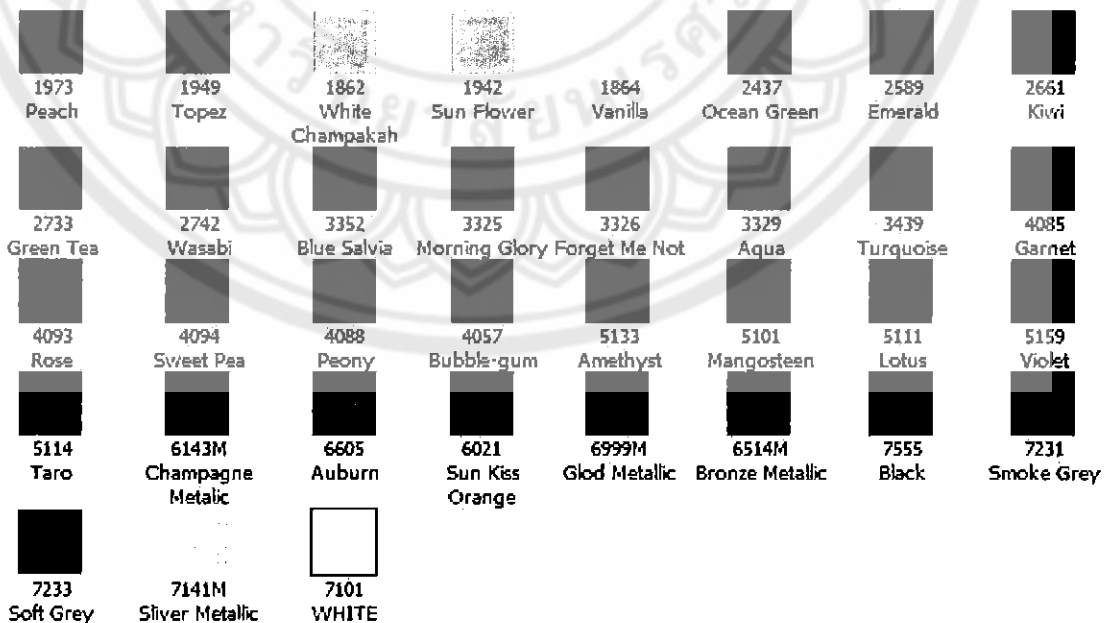 1973 1949 1862 1942 1864 2437 2589 2661
Peach Topez White Sun Flower Vanilla Ocean Green Emerald Kiwi
Champakah
2733 2742 3352 3325 3326 3329 3439 4085
Green Tea Wasabi Blue Salvia Morning Glory Forget Me Not Aqua Turquoise Garnet
4093 4094 4088 4057 5133 5101 5111 5159
Rose Sweet Pea Peony Bubble-gum Amethyst Mangosteen Lotus Violet
5114 6143M 6605 6021 6999M 6514M 7555 7231
Taro Champagne Auburn Sun Kiss Glod Metallic Bronze Metallic Black Smoke Grey
Metalic Orange
7233 7141M 7101
Soft Grey Sliver Metallic WHITE